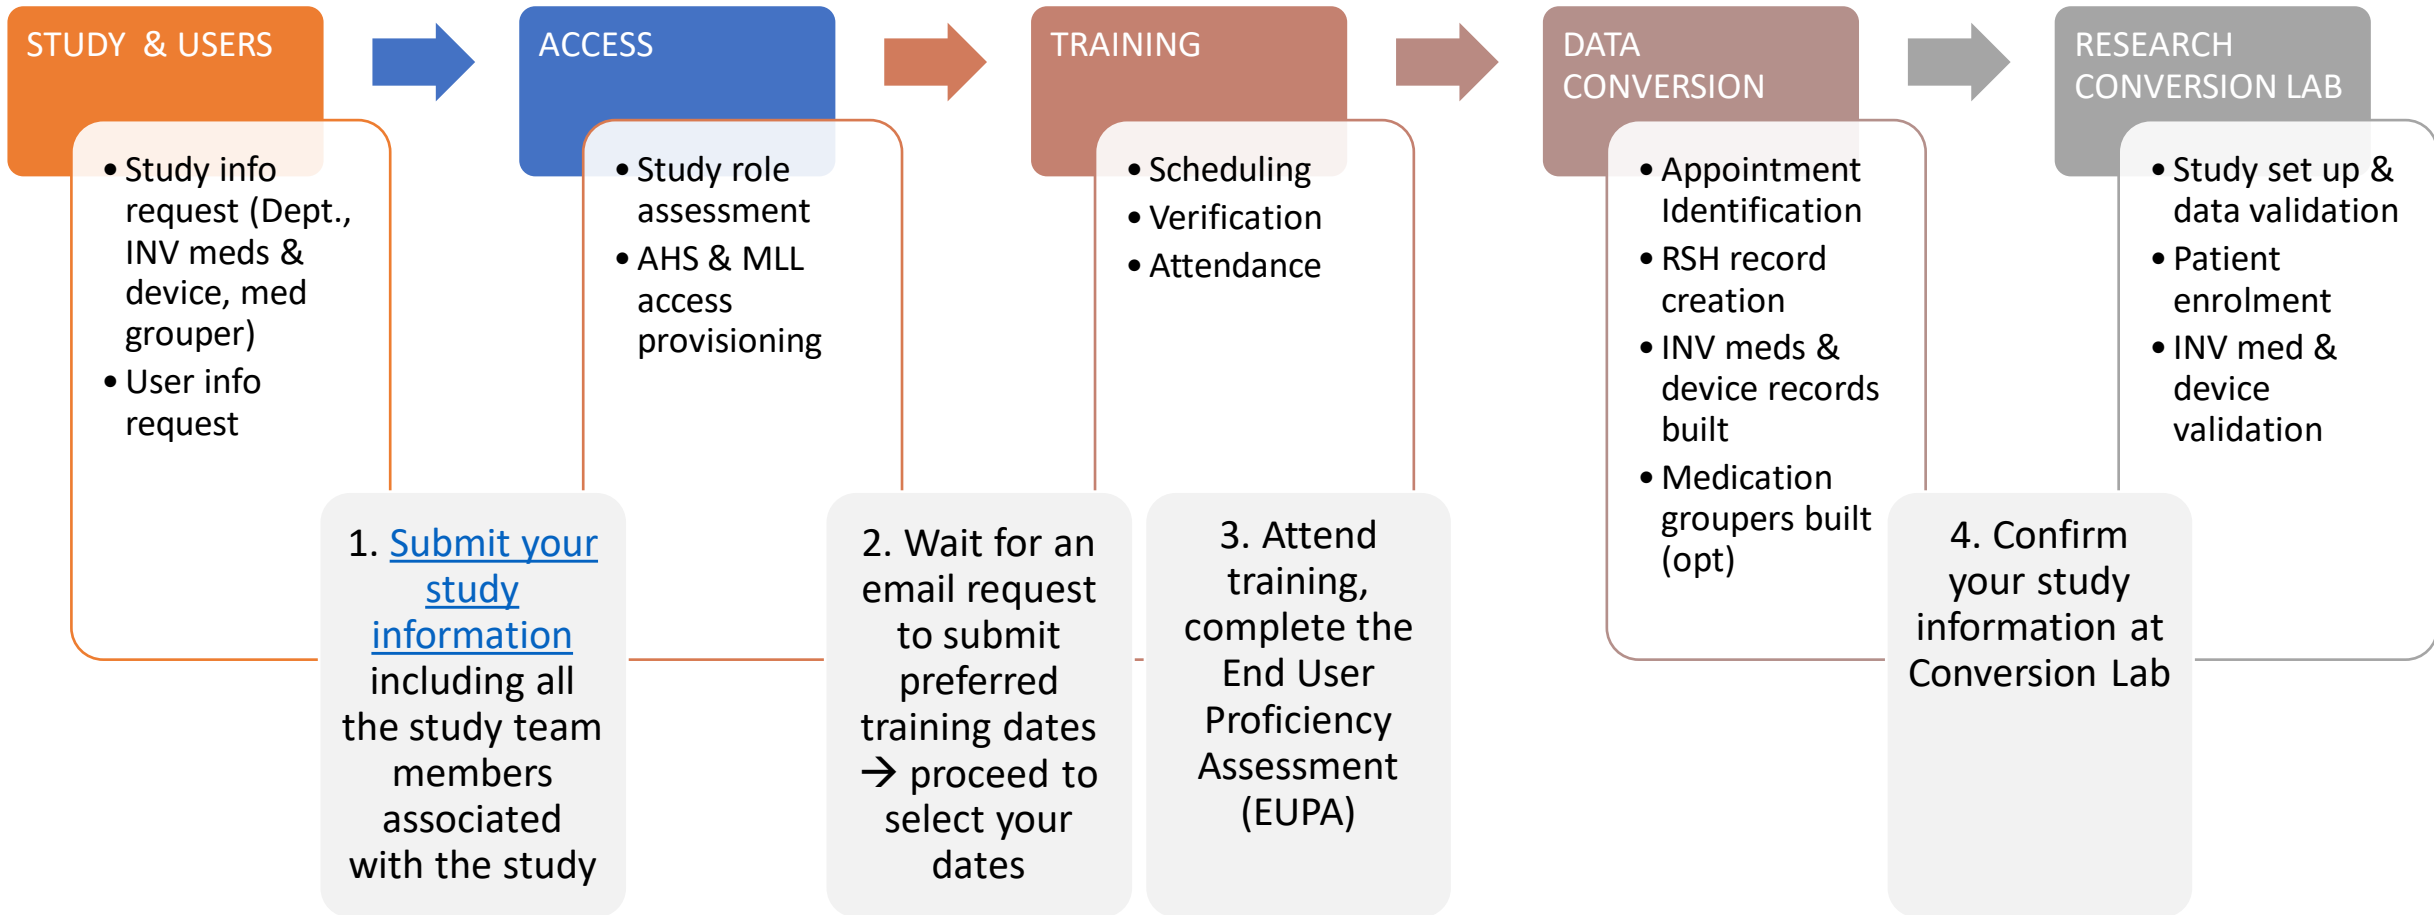 STUDY & USERS
ACCESS
TRAINING
DATA
CONVERSION
RESEARCH
CONVERSION LAB
• Study info
request (Dept.,
INV meds &
device, med
grouper)
• User info
request
• Study role
assessment
• AHS & MLL
access
provisioning
• Scheduling
• Verification
• Attendance
• Appointment
Identification
• RSH record
creation
• INV meds &
device records
built
• Medication
groupers built
(opt)
• Study set up &
data validation
• Patient
enrolment
• INV med &
device
validation
1. Submit your
study
information
including all
the study team
members
associated
with the study
2. Wait for an
email request
to submit
preferred
training dates
→ proceed to
select your
dates
3. Attend
training,
complete the
End User
Proficiency
Assessment
(EUPA)
4. Confirm
your study
information at
Conversion Lab